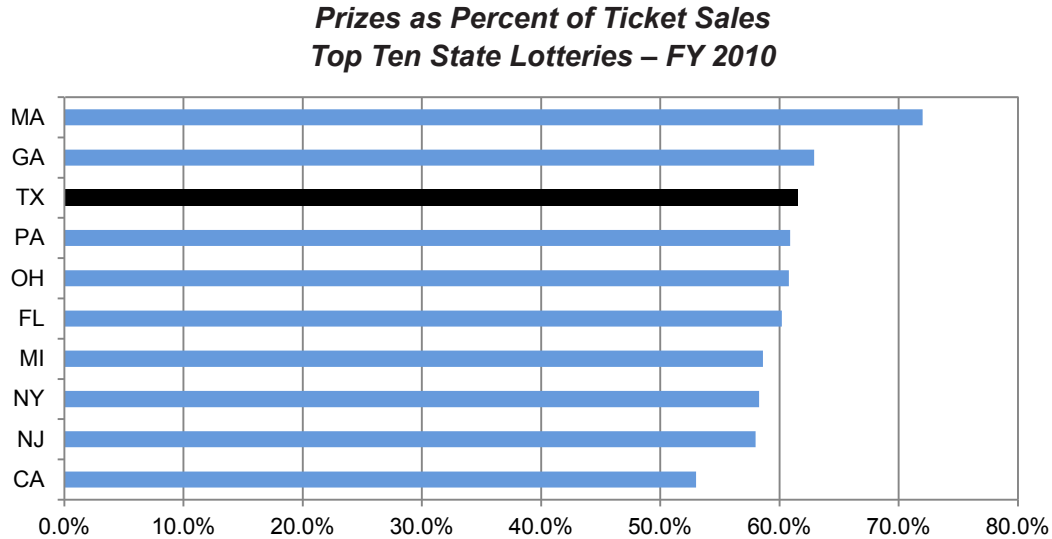 Prizes as Percent of Ticket Sales
Top Ten State Lotteries – FY 2010
MA
GA
TX
PA
OH
FL
MI
NY
NJ
CA
0.0% 10.0% 20.0% 30.0% 40.0% 50.0% 60.0% 70.0% 80.0%